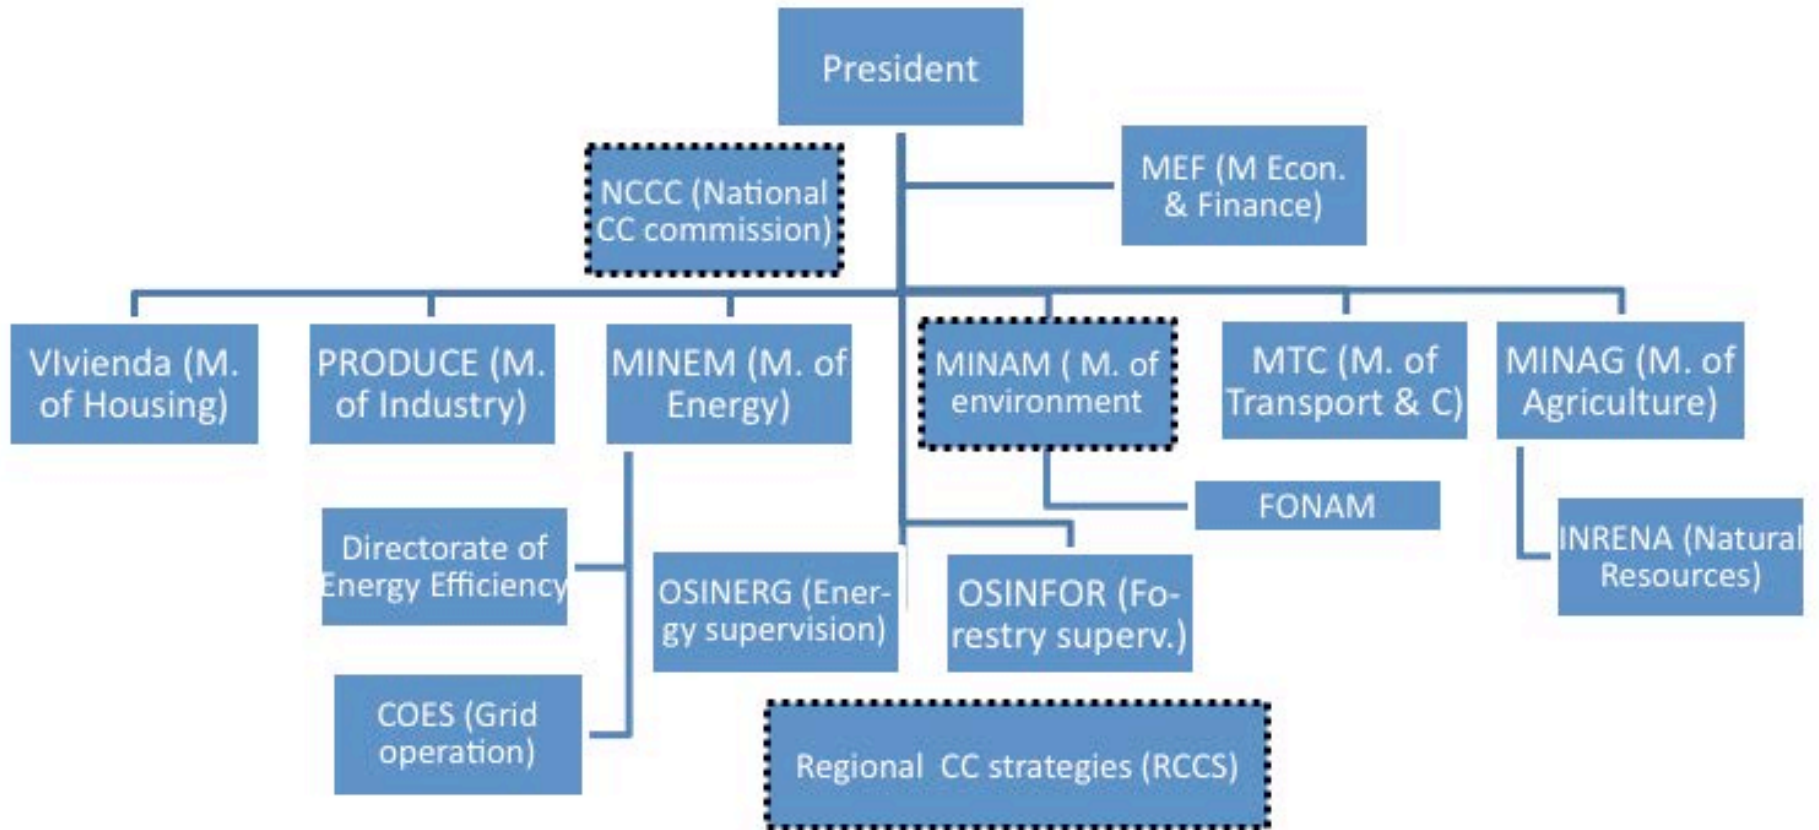 President
MEF (M Econ.
& Finance)
NCCC (National
CC commission)
VIvienda (M.
of Housing)
PRODUCE (M.
of Industry)
MINEM (M. of
Energy)
MINAM ( M. of
environment
MTC (M. of
Transport & C)
MINAG (M. of
Agriculture)
FONAM
Directorate of
Energy Efficiency
OSINERG (Ener-
gy supervision)
OSINFOR (Fo-
restry superv.)
INRENA (Natural
Resources)
COES (Grid
operation)
Regional CC strategies (RCCS)